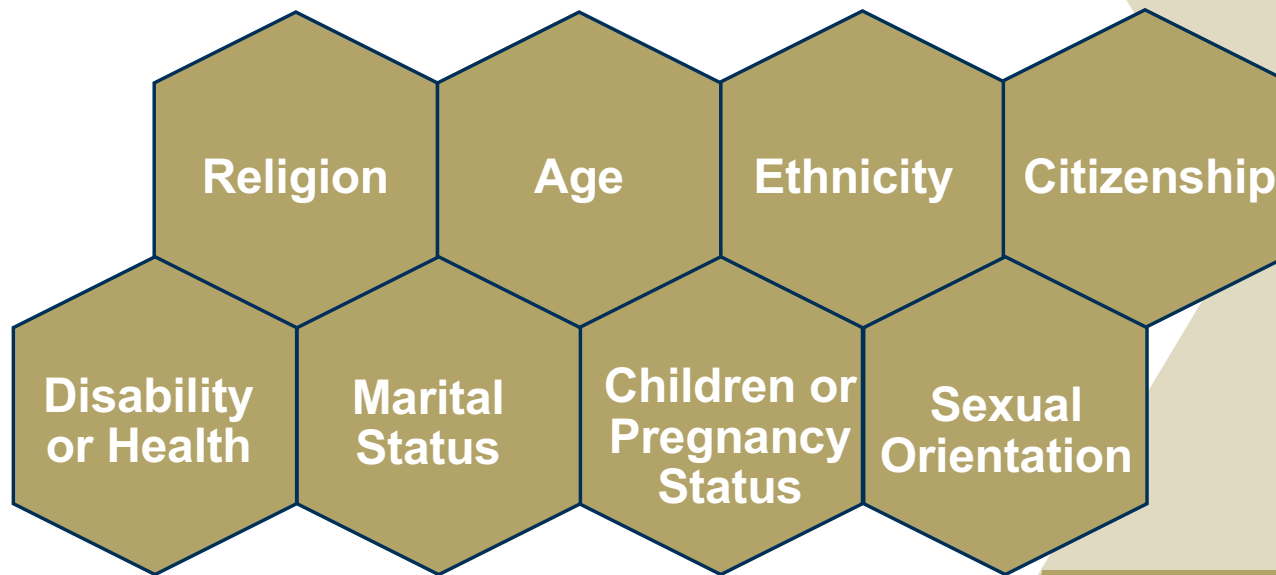 Religion
Age
Ethnicity
Citizenship
Disability
or Health
Marital
Status
Children or
Pregnancy
Status
Sexual
Orientation